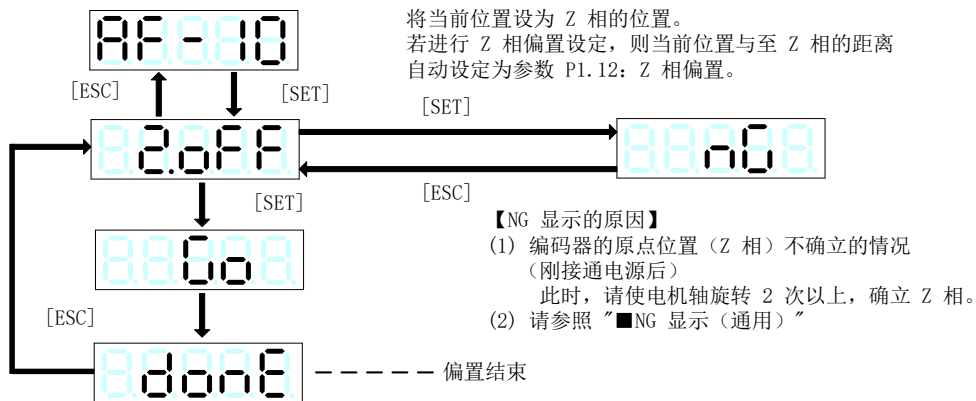 AF-10
将当前位置设为 Z 相的位置。
若进行 Z 相偏置设定，则当前位置与至 Z 相的距离
自动设定为参数 P1.12：Z 相偏置。
[ESC]
[SET]
[SET]
2.oFF
nG
[SET]
[ESC]
【NG 显示的原因】
(1) 编码器的原点位置（Z 相）不确立的情况
（刚接通电源后）
此时，请使电机轴旋转 2 次以上，确立 Z 相。
(2) 请参照 "■NG 显示（通用）"
Go
[ESC]
donE
偏置结束